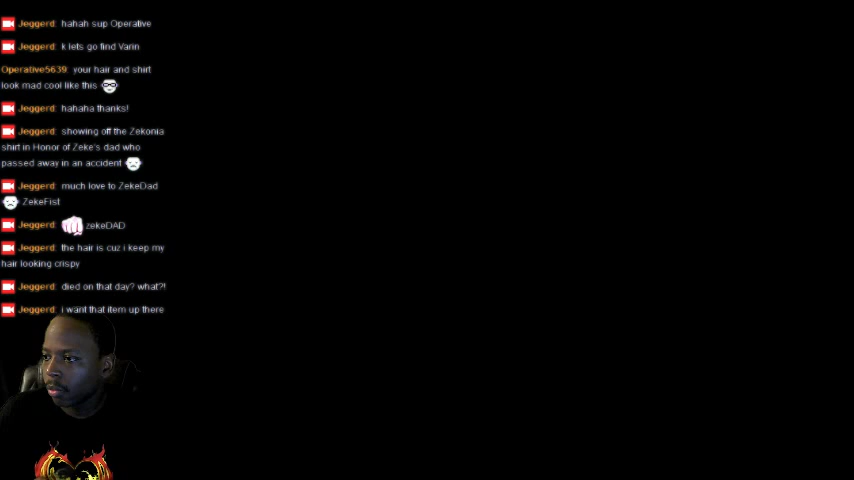 Jeggerd: hahah sup Operative
Jeggerd: k lets go find Varin
Operative5639: your hair and shirt
look mad cool like this
Jeggerd: hahaha thanks!
Jeggerd: showing off the Zekonia
shirt in Honor of Zeke's dad who
passed away in an accident
Jeggerd: much love to ZekeDad
ZekeFist
Jeggerd: zekeDAD
Jeggerd: the hair is cuz i keep my
hair looking crispy
Jeggerd: died on that day? what?!
Jeggerd: i want that item up there